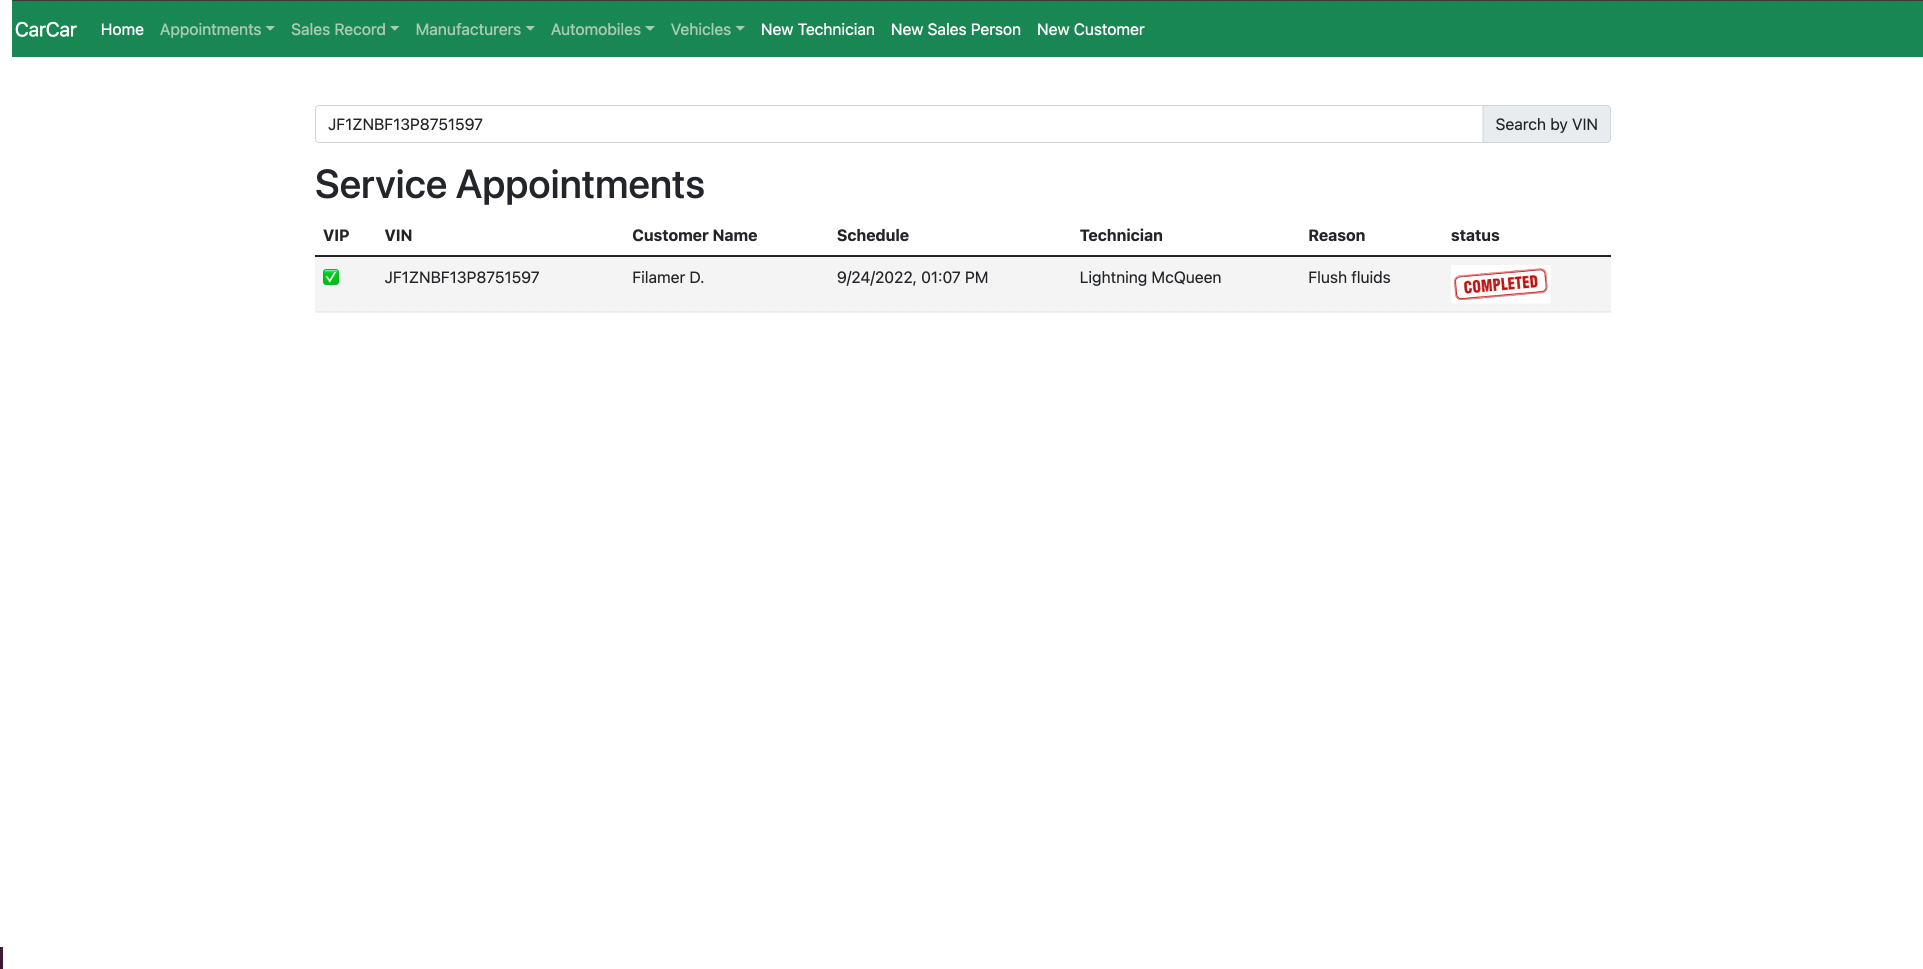 CarCar Home Appointments Sales Record Manufacturers Automobiles Vehicles New Technician New Sales Person New Customer
JF1ZNBF13P8751597 Search by VIN
Service Appointments
VIP VIN Customer Name Schedule Technician Reason status
JF1ZNBF13P8751597 Filamer D. 9/24/2022, 01:07 PM Lightning McQueen Flush fluids COMPLETED